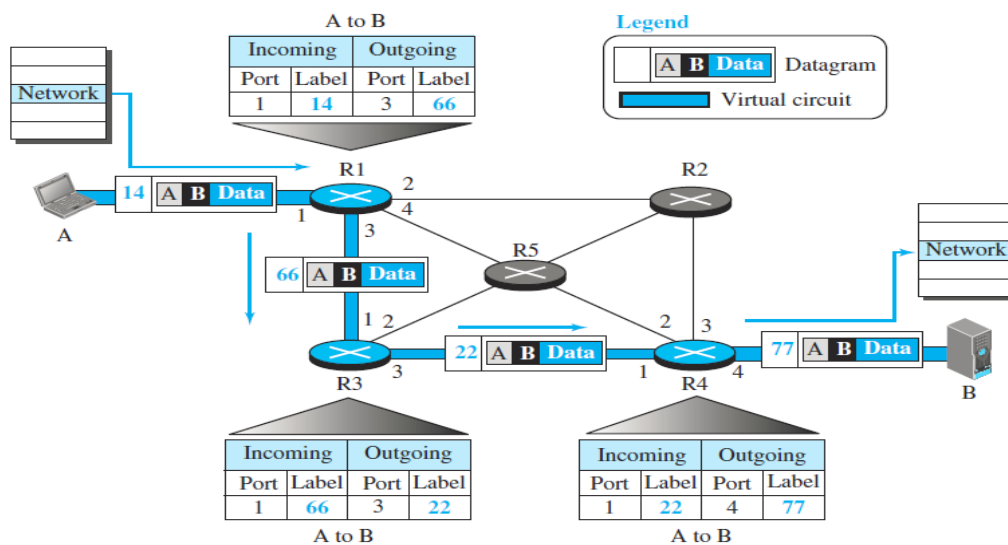 A to B
Incoming Outgoing
Port Label Port Label
1 14 3 66
Legend
A B Data Datagram
Virtual circuit
Network
R1
R2
14 A B Data
A
1
2
4
3
R5
Network
66 A B Data
1 2
R3
3
22 A B Data
2 3
1 4
R4
77 A B Data
B
Incoming Outgoing
Port Label Port Label
1 66 3 22
A to B
Incoming Outgoing
Port Label Port Label
1 22 4 77
A to B